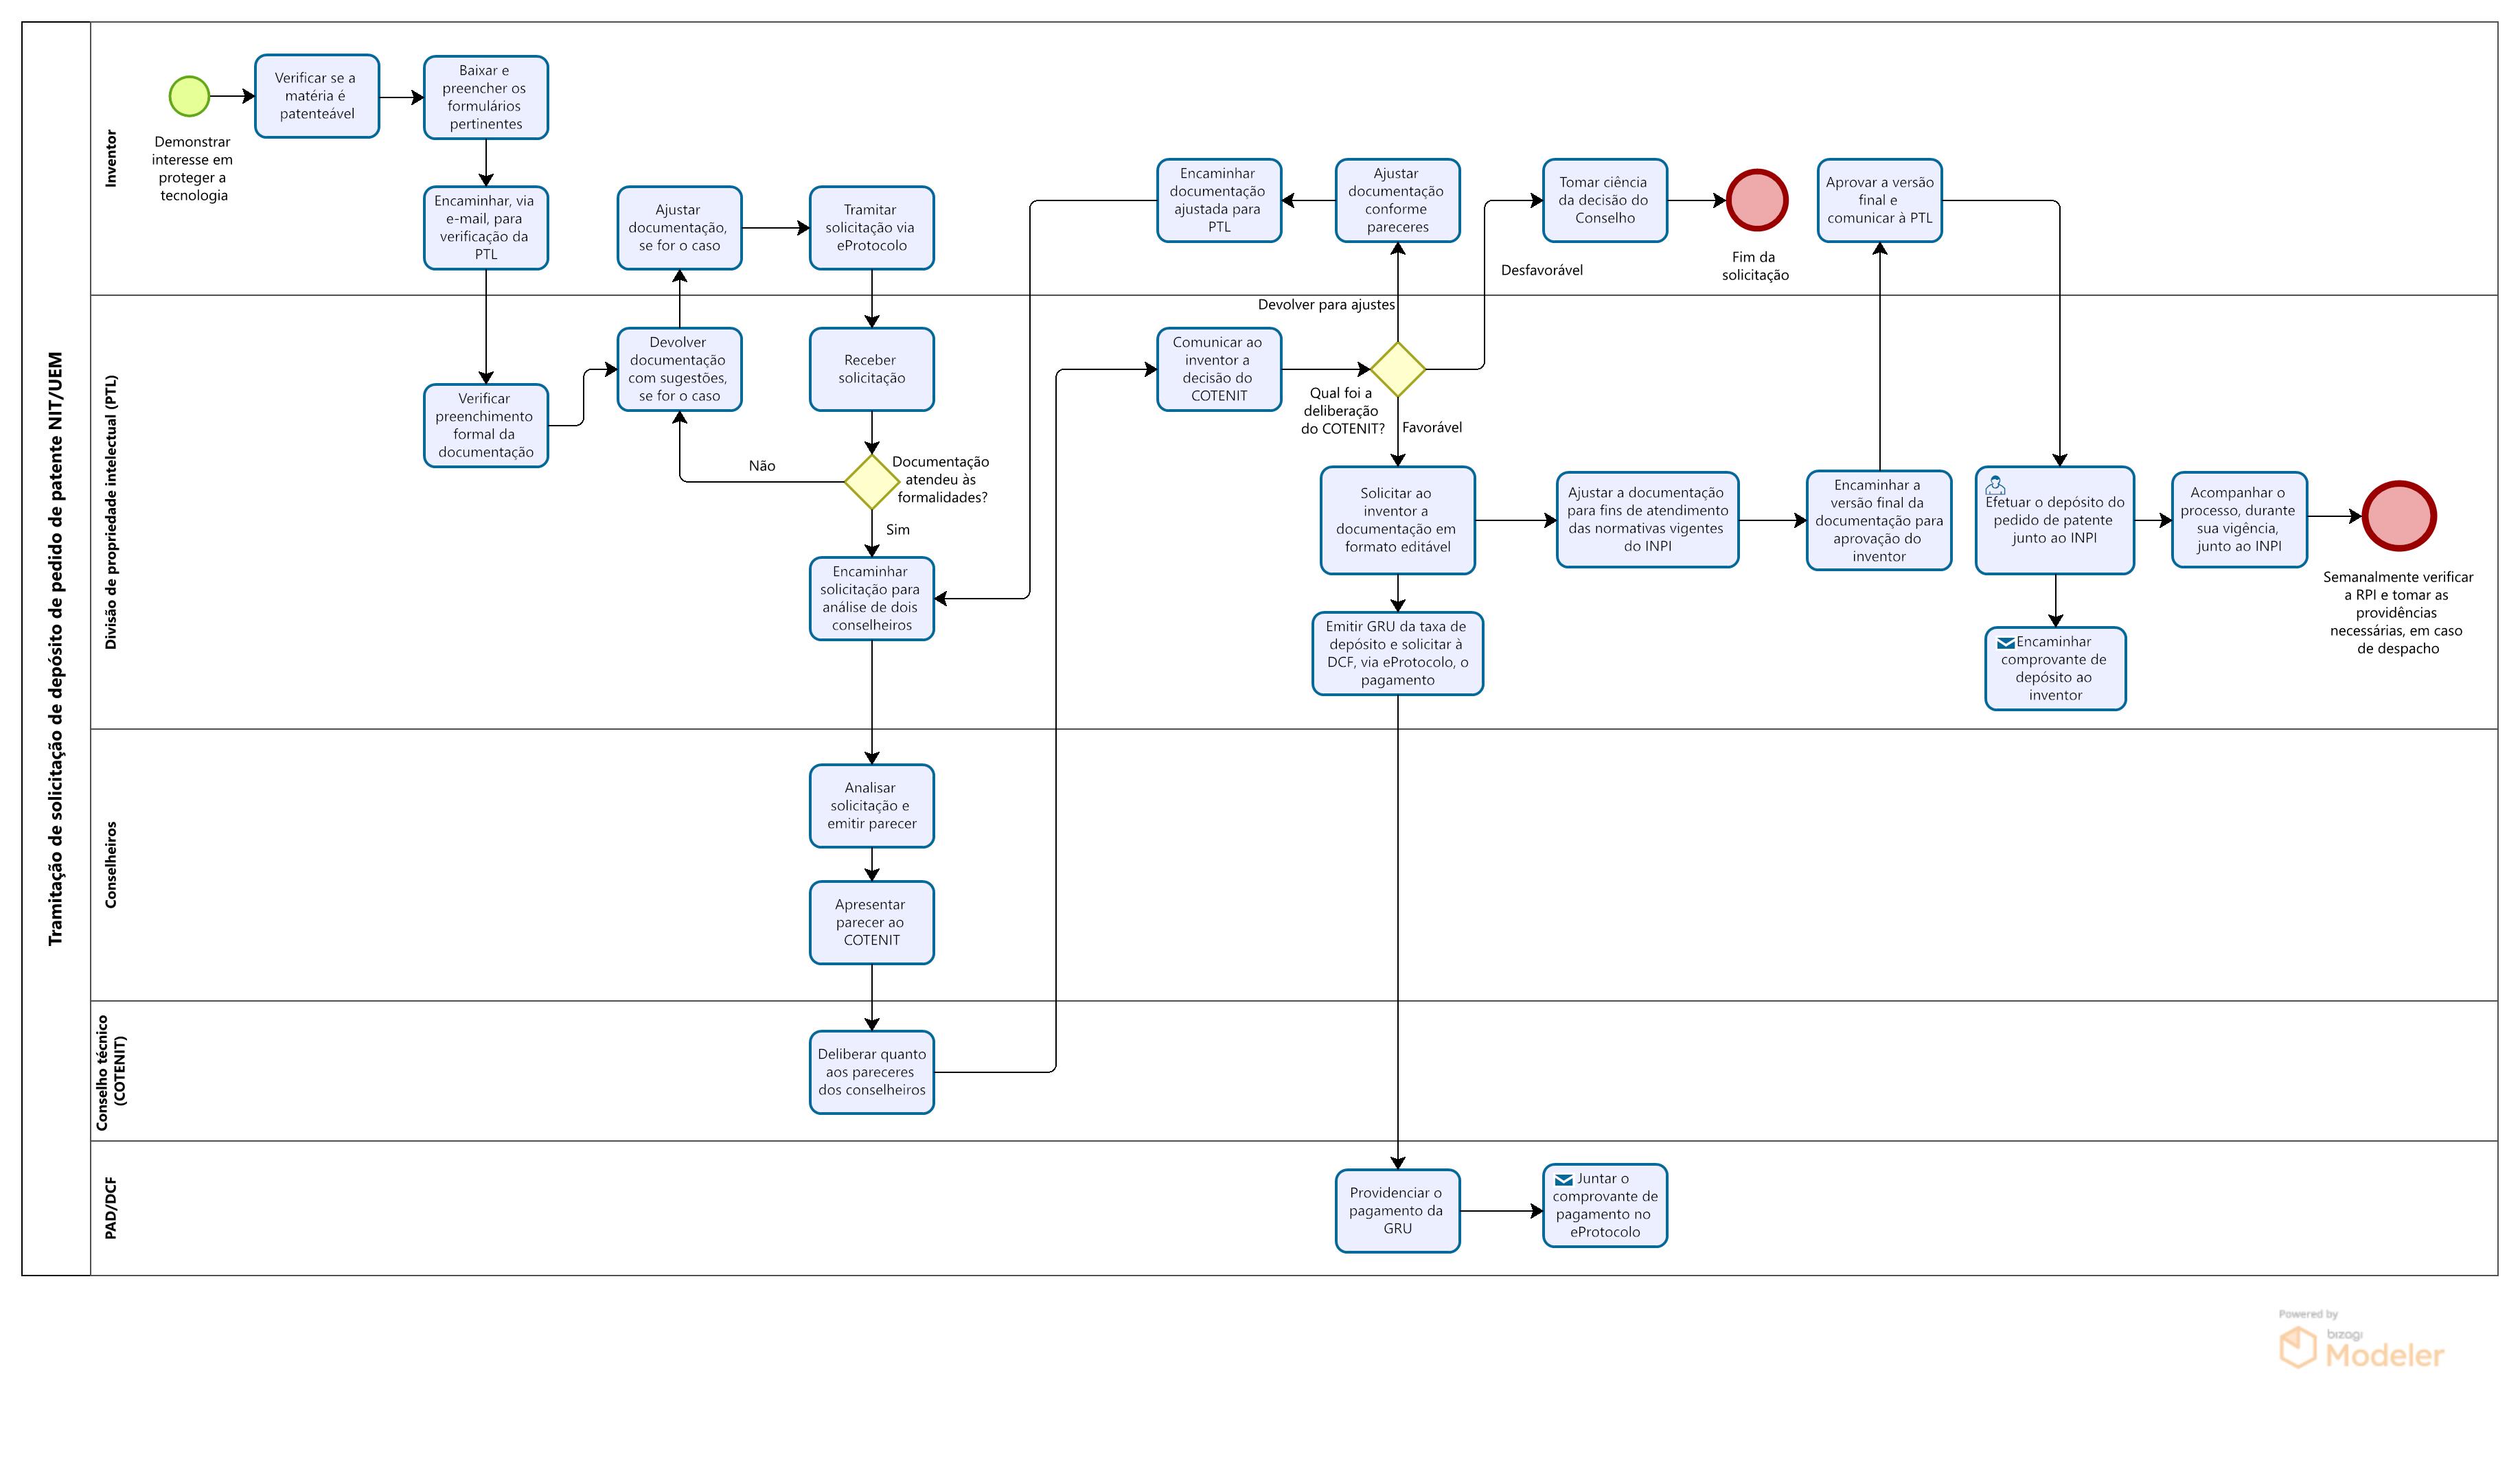 Tramitação de solicitação de depósito de pedido de patente NIT/UEM
Inventor
Demonstrar
interesse em
proteger a
tecnologia
Verificar se a
matéria é
patenteável
Baixar e
preencher os
formulários
pertinentes
Encaminhar, via
e-mail, para
verificação da
PTL
Ajustar
documentação,
se for o caso
Tramitar
solicitação via
eProtocolo
Encaminhar
documentação
ajustada para
PTL
Ajustar
documentação
conforme
pareceres
Tomar ciência
da decisão do
Conselho
Fim da
solicitação
Aprovar a versão
final e
comunicar à PTL
Desfavorável
Devolver para ajustes
Divisão de propriedade intelectual (PTL)
Verificar
preenchimento
formal da
documentação
Devolver
documentação
com sugestões,
se for o caso
Receber
solicitação
Não
Documentação
atendeu às
formalidades?
Sim
Encaminhar
solicitação para
análise de dois
conselheiros
Comunicar ao
inventor a
decisão do
COTENIT
Qual foi a
deliberação
do COTENIT?
Favorável
Solicitar ao
inventor a
documentação em
formato editável
Emitir GRU da taxa de
depósito e solicitar à
DCF, via eProtocolo, o
pagamento
Ajustar a documentação
para fins de atendimento
das normativas vigentes
do INPI
Encaminhar a
versão final da
documentação para
aprovação do
inventor
Efetuar o depósito do
pedido de patente
junto ao INPI
Encaminhar
comprovante de
depósito ao
inventor
Acompanhar o
processo, durante
sua vigência,
junto ao INPI
Semanalmente verificar
a RPI e tomar as
providências
necessárias, em caso
de despacho
Conselheiros
Analisar
solicitação e
emitir parecer
Apresentar
parecer ao
COTENIT
Conselho técnico
(COTENIT)
Deliberar quanto
aos pareceres
dos conselheiros
PAD/DCF
Providenciar o
pagamento da
GRU
Juntar o
comprovante de
pagamento no
eProtocolo
Powered by
bizagi
Modeler